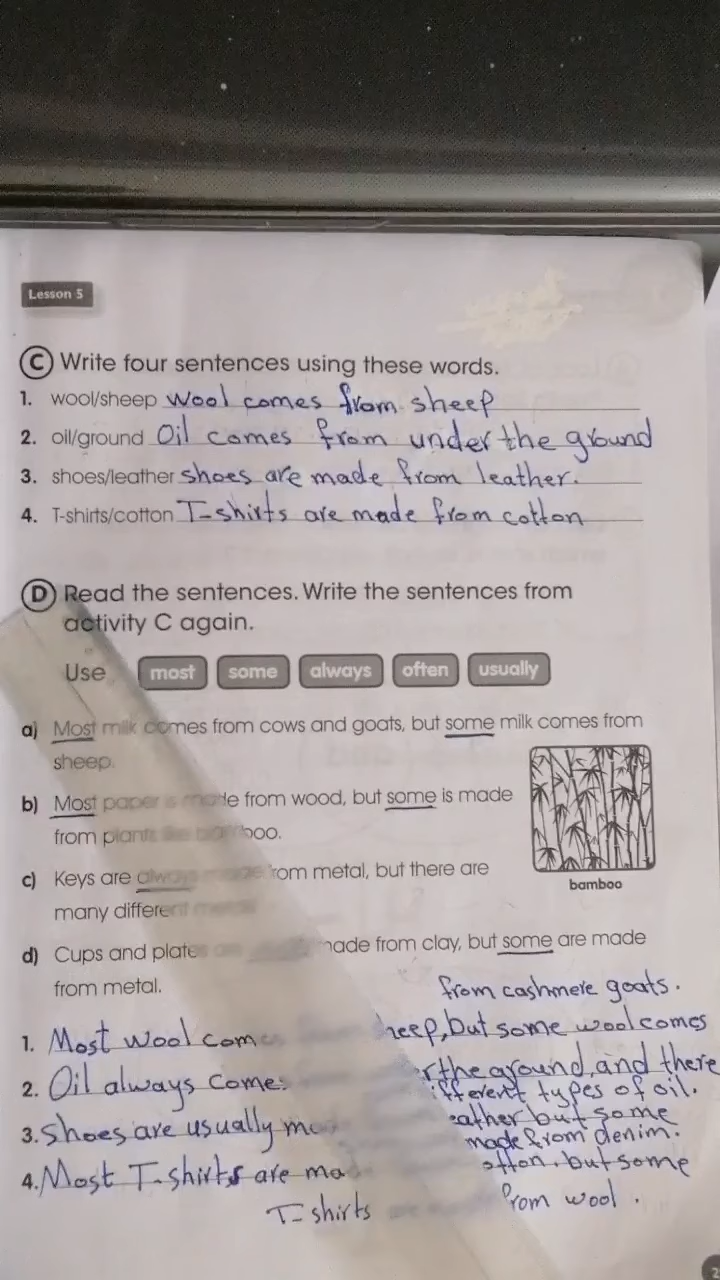 Lesson 5
C Write four sentences using these words.
1. wool/sheep Wool comes from sheep
2. oil/ground Oil comes from under the ground
3. shoes/leather shoes are made from leather.
4. T-shirts/cotton T-shirts are made from cotton
D Read the sentences. Write the sentences from
activity C again.
Use most some always often usually
a) Most milk comes from cows and goats, but some milk comes from
sheep.
b) Most paper is made from wood, but some is made
from plants like bamboo.
c) Keys are always made from metal, but there are
many different metals
bamboo
d) Cups and plates are made from clay, but some are made
from metal.
from cashmere goats.
1. Most wool comes sheep, but some wool comes
2. Oil always comes the ground, and there
different types of oil.
3. Shoes are usually leather but some
made from denim.
4. Most T-shirts are cotton, but some
T-shirts from wool.